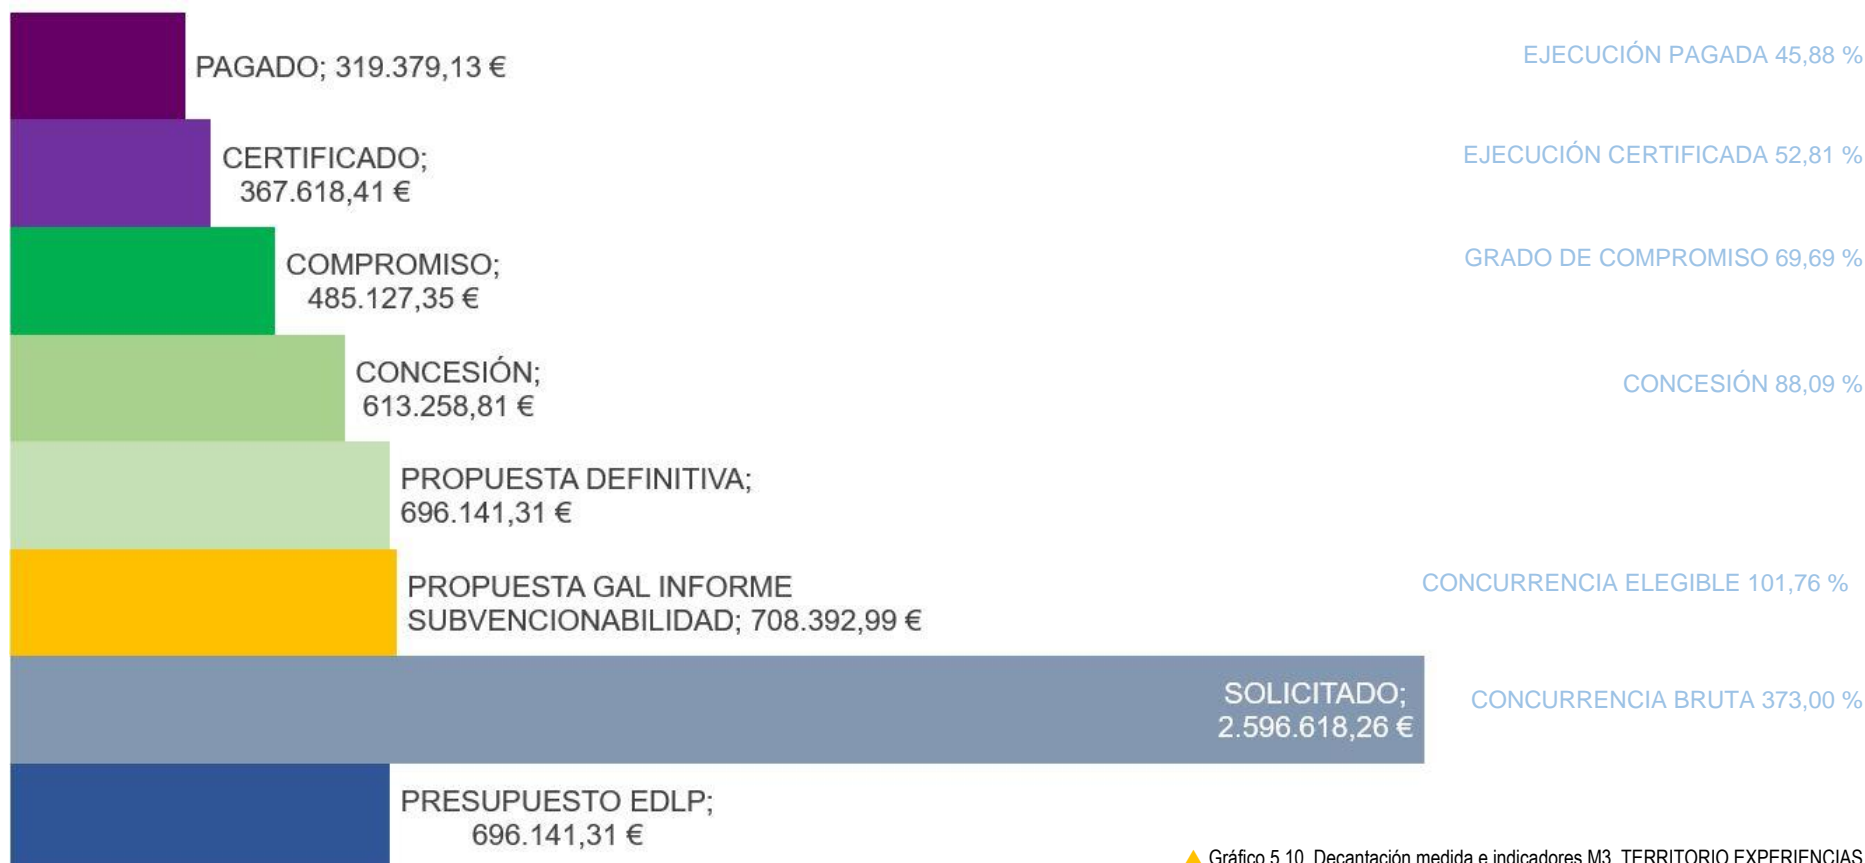 PAGADO; 319.379,13 €
EJECUCIÓN PAGADA 45,88 %
CERTIFICADO;
367.618,41 €
EJECUCIÓN CERTIFICADA 52,81 %
COMPROMISO;
485.127,35 €
GRADO DE COMPROMISO 69,69 %
CONCESIÓN;
613.258,81 €
CONCESIÓN 88,09 %
PROPUESTA DEFINITIVA;
696.141,31 €
PROPUESTA GAL INFORME
SUBVENCIONABILIDAD; 708.392,99 €
CONCURRENCIA ELEGIBLE 101,76 %
SOLICITADO;
2.596.618,26 €
CONCURRENCIA BRUTA 373,00 %
PRESUPUESTO EDLP;
696.141,31 €
▲ Gráfico 5.10. Decantación medida e indicadores M3. TERRITORIO EXPERIENCIAS